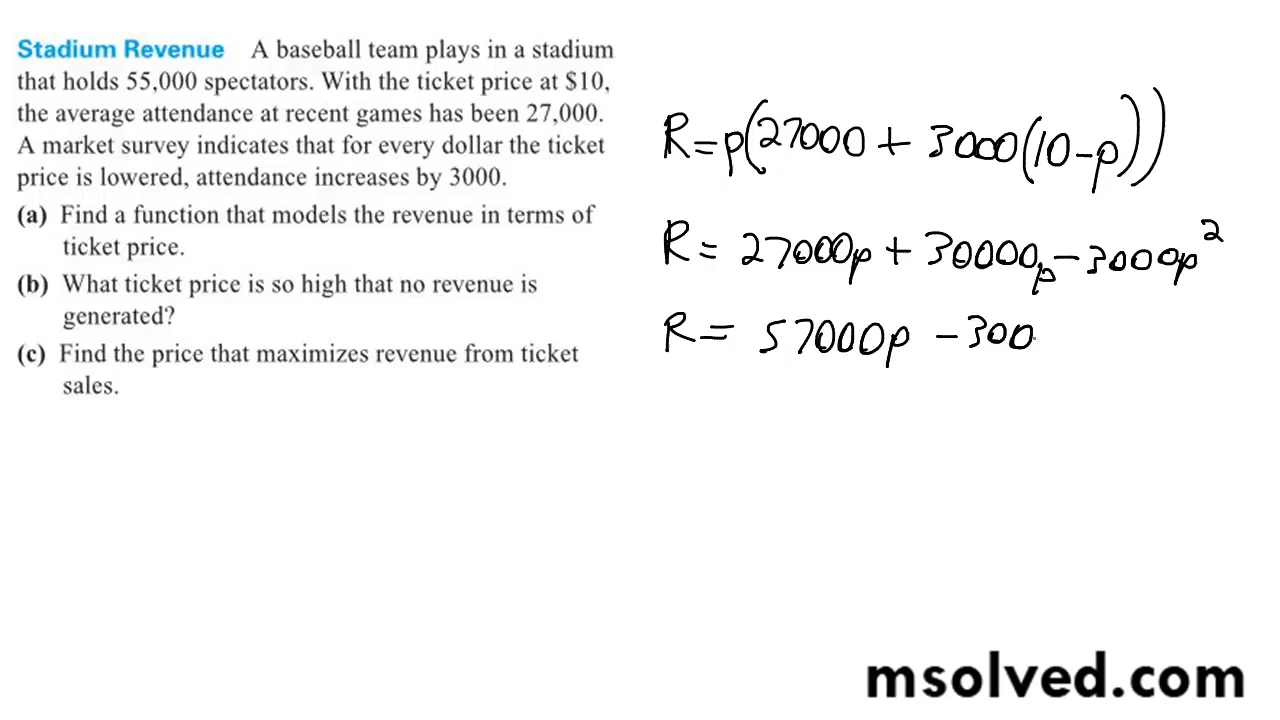 Stadium Revenue A baseball team plays in a stadium
that holds 55,000 spectators. With the ticket price at $10,
the average attendance at recent games has been 27,000.
A market survey indicates that for every dollar the ticket
price is lowered, attendance increases by 3000.
(a) Find a function that models the revenue in terms of
ticket price.
(b) What ticket price is so high that no revenue is
generated?
(c) Find the price that maximizes revenue from ticket
sales.
R=p(27000 + 3000(10-p))
R= 27000p + 30000p - 3000p²
R= 57000p - 300
msolved.com